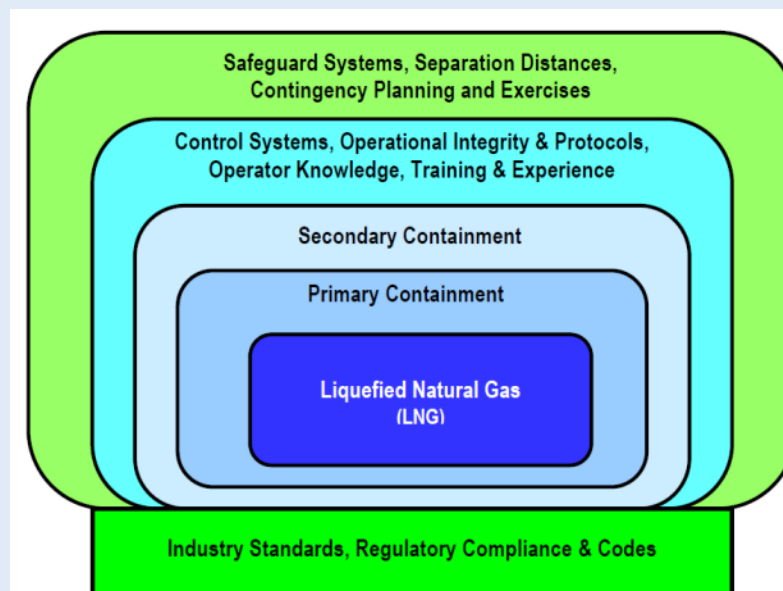 Safeguard Systems, Separation Distances,
Contingency Planning and Exercises
Control Systems, Operational Integrity & Protocols,
Operator Knowledge, Training & Experience
Secondary Containment
Primary Containment
Liquefied Natural Gas
(LNG)
Industry Standards, Regulatory Compliance & Codes